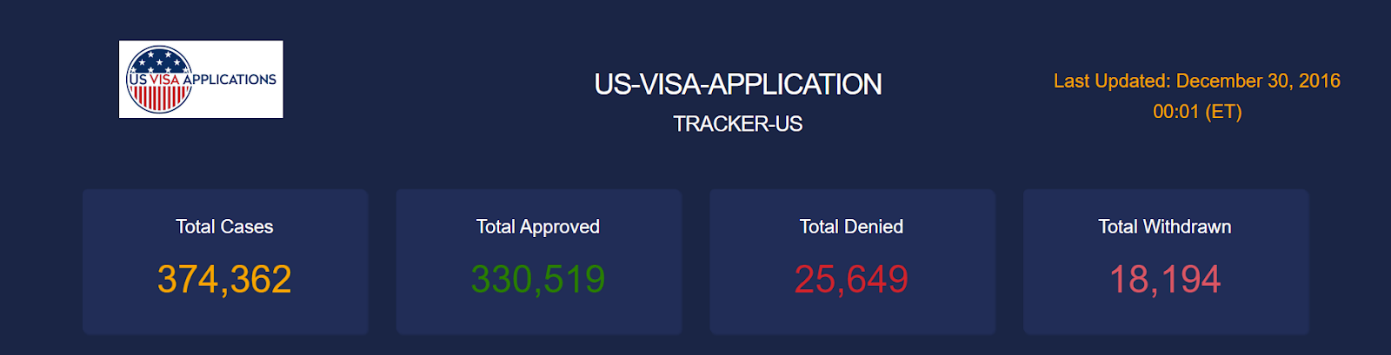 US VISA APPLICATIONS
US-VISA-APPLICATION
TRACKER-US
Last Updated: December 30, 2016
00:01 (ET)
Total Cases
374,362
Total Approved
330,519
Total Denied
25,649
Total Withdrawn
18,194